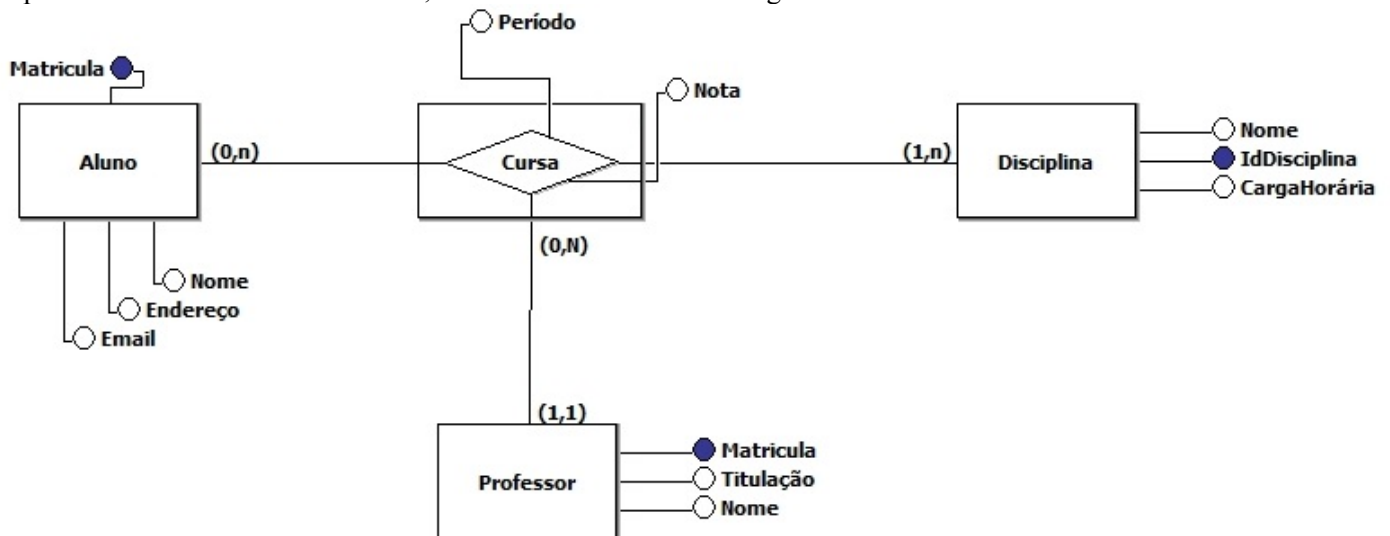 Período
Matricula
Nota
Aluno
(0,n)
Cursa
(1,n)
Disciplina
Nome
IdDisciplina
CargaHorária
(0,N)
Nome
Endereço
Email
(1,1)
Professor
Matricula
Titulação
Nome